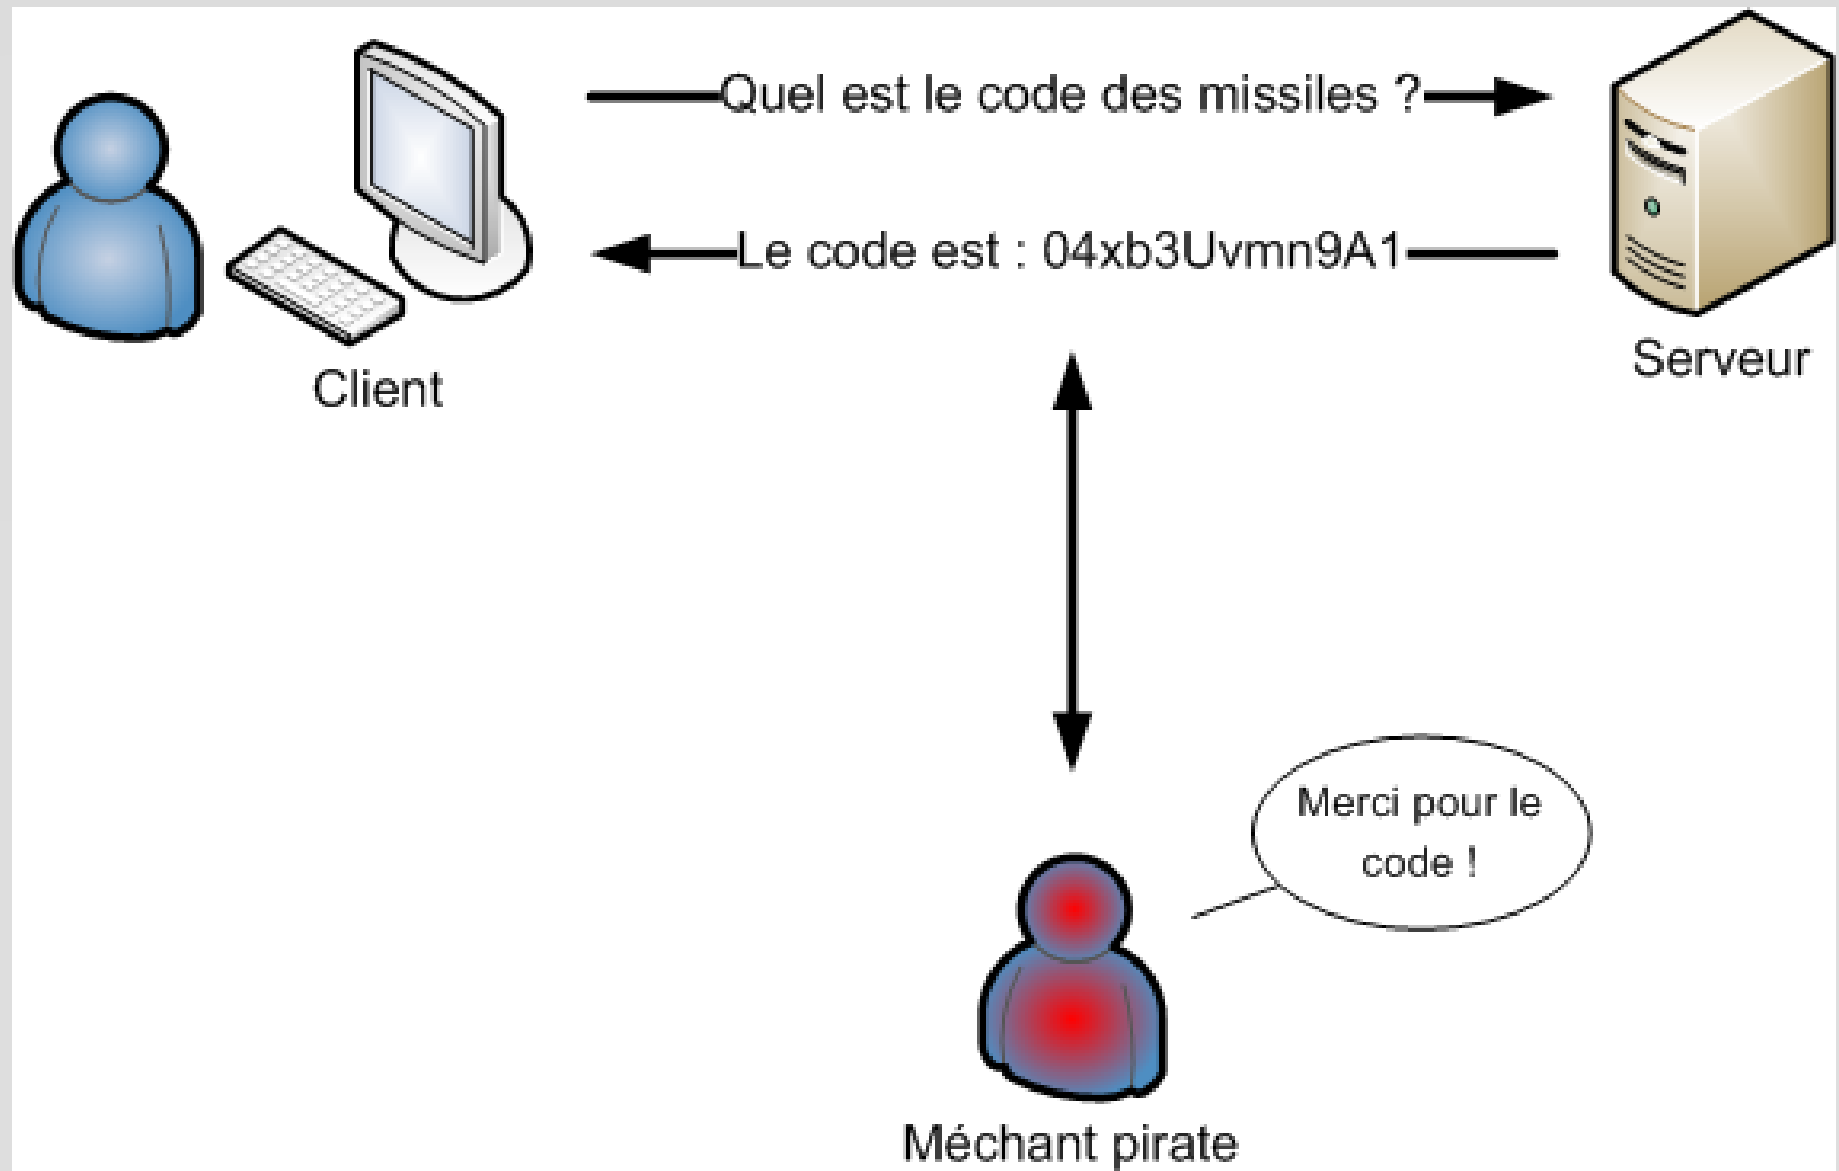 Quel est le code des missiles ?
Le code est : 04xb3Uvmn9A1
Client
Serveur
Merci pour le
code !
Méchant pirate